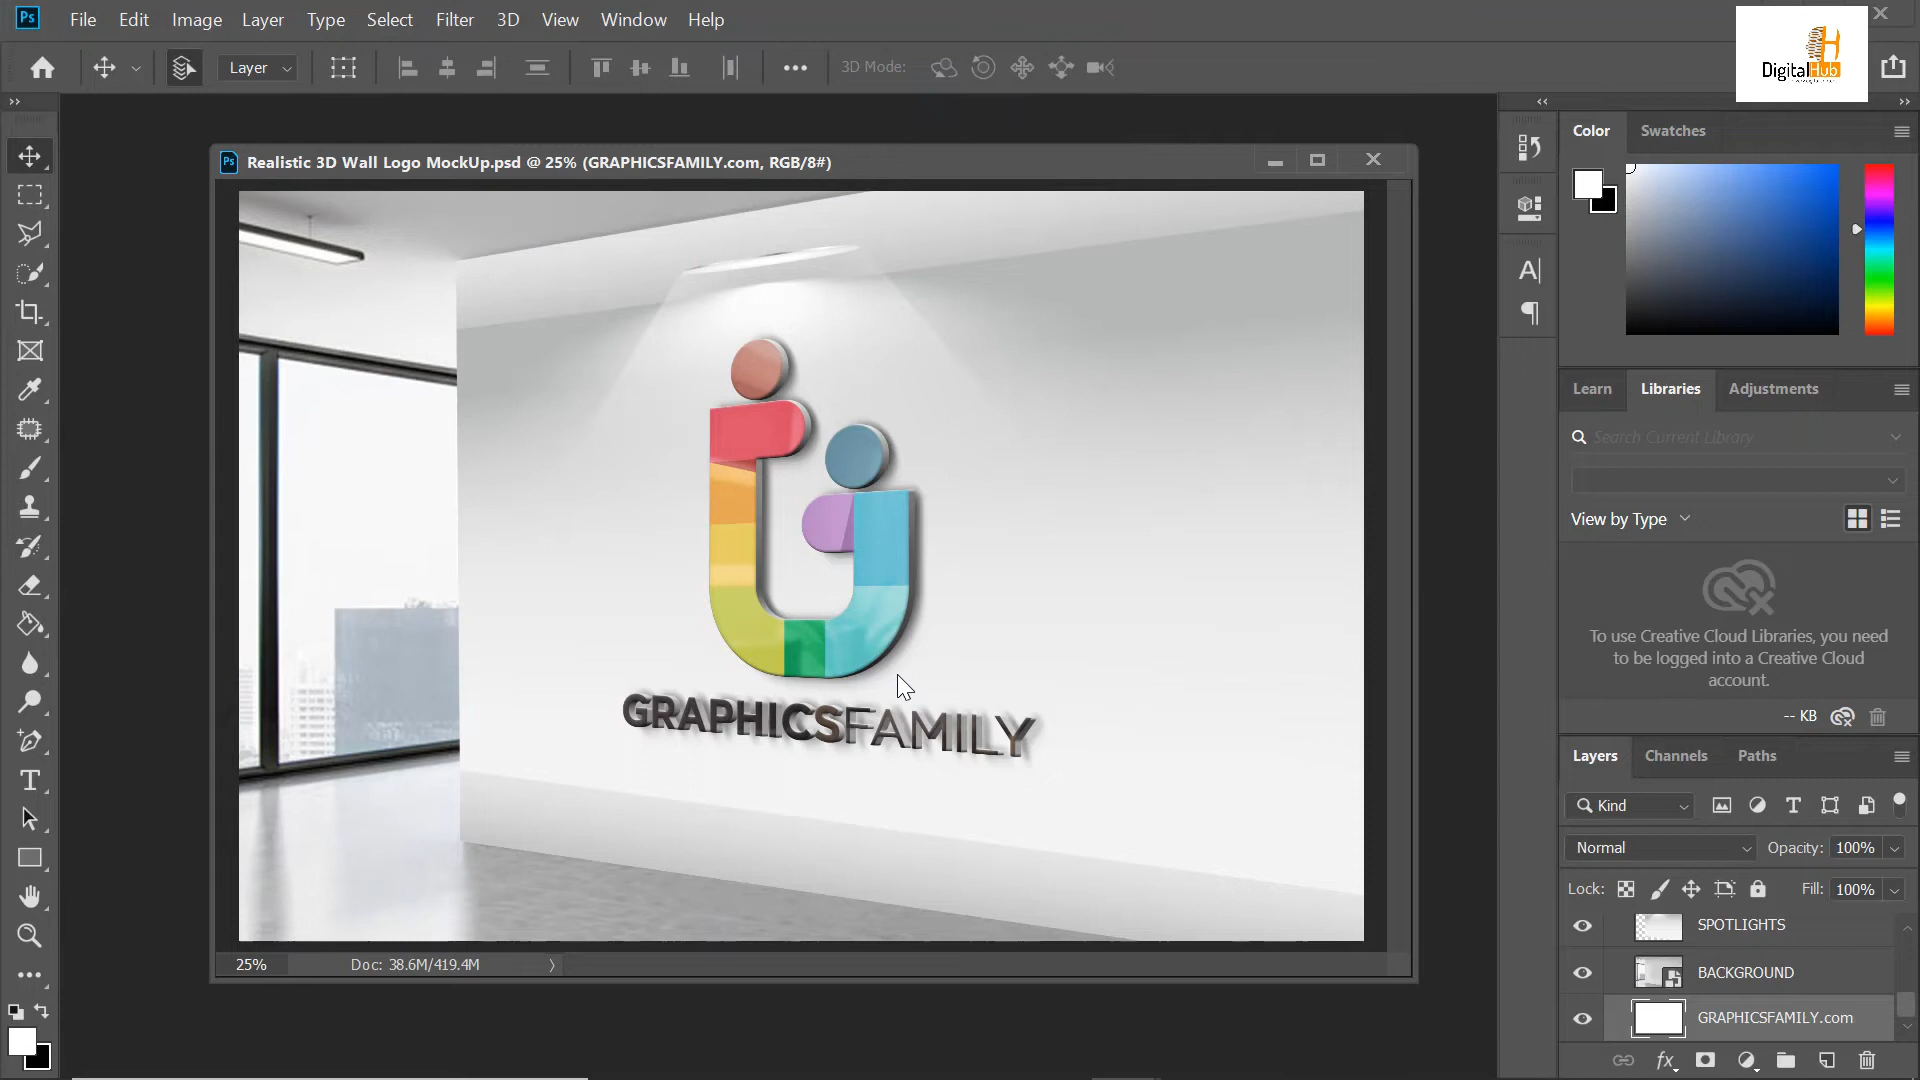 Ps File Edit Image Layer Type Select Filter 3D View Window Help
Layer 3D Mode:
DigitalHub
Ps Realistic 3D Wall Logo MockUp.psd @ 25% (GRAPHICSFAMILY.com, RGB/8#)
GRAPHICSFAMILY
25% Doc: 38.6M/419.4M
Color Swatches
A
Learn Libraries Adjustments
Search Current Library
View by Type
To use Creative Cloud Libraries, you need
to be logged into a Creative Cloud
account.
-- KB
Layers Channels Paths
Kind
Normal Opacity: 100%
Lock: Fill: 100%
SPOTLIGHTS
BACKGROUND
GRAPHICSFAMILY.com
fx